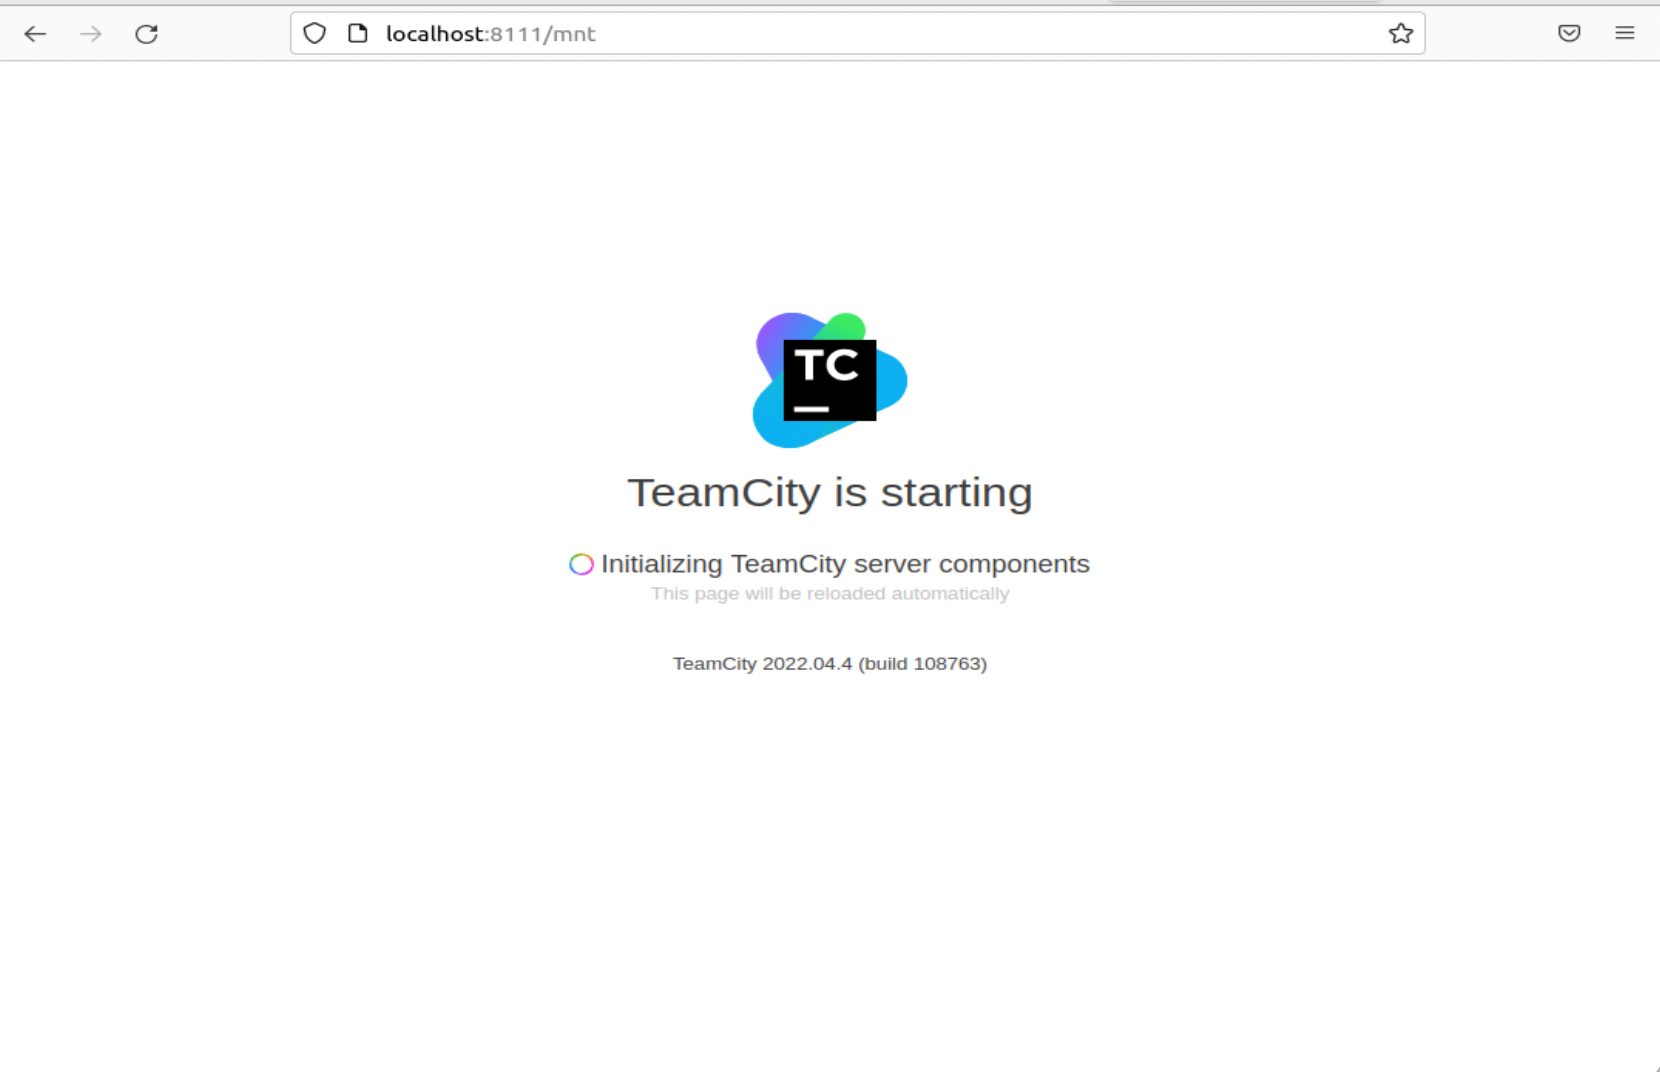 localhost:8111/mnt
TC
TeamCity is starting
Initializing TeamCity server components
This page will be reloaded automatically
TeamCity 2022.04.4 (build 108763)